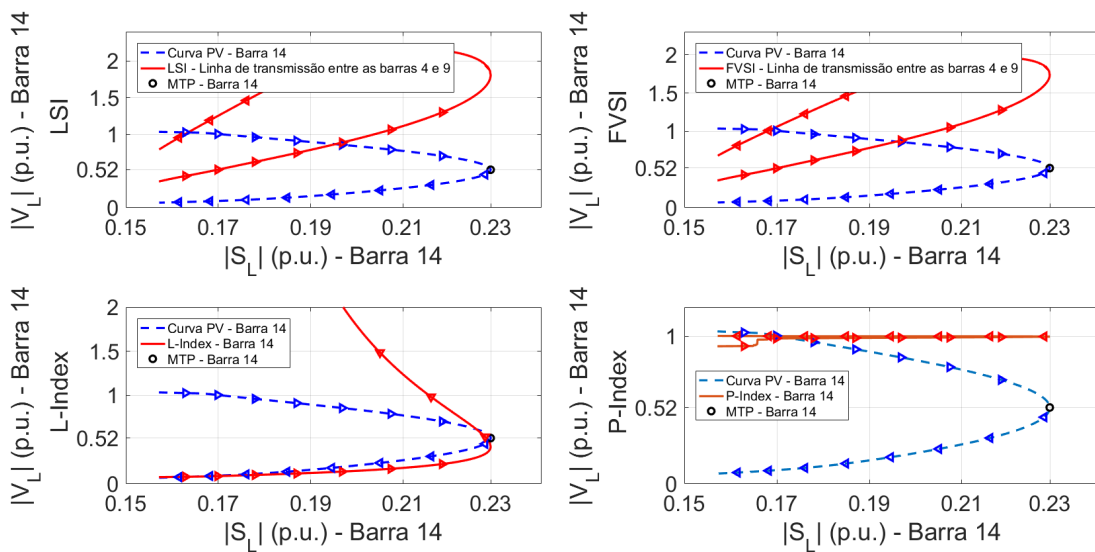 |V_L| (p.u.) - Barra 14
LSI
2
1.5
1
0.52
0
Curva PV - Barra 14
LSI - Linha de transmissão entre as barras 4 e 9
MTP - Barra 14
0.15
0.17
0.19
0.21
0.23
|S_L| (p.u.) - Barra 14
|V_L| (p.u.) - Barra 14
FVSI
2
1.5
1
0.52
0
Curva PV - Barra 14
FVSI - Linha de transmissão entre as barras 4 e 9
MTP - Barra 14
0.15
0.17
0.19
0.21
0.23
|S_L| (p.u.) - Barra 14
|V_L| (p.u.) - Barra 14
L-Index
2
1.5
1
0.52
0
Curva PV - Barra 14
L-Index - Barra 14
MTP - Barra 14
0.15
0.17
0.19
0.21
0.23
|S_L| (p.u.) - Barra 14
|V_L| (p.u.) - Barra 14
P-Index
1
0.52
0
Curva PV - Barra 14
P-Index - Barra 14
MTP - Barra 14
0.15
0.17
0.19
0.21
0.23
|S_L| (p.u.) - Barra 14